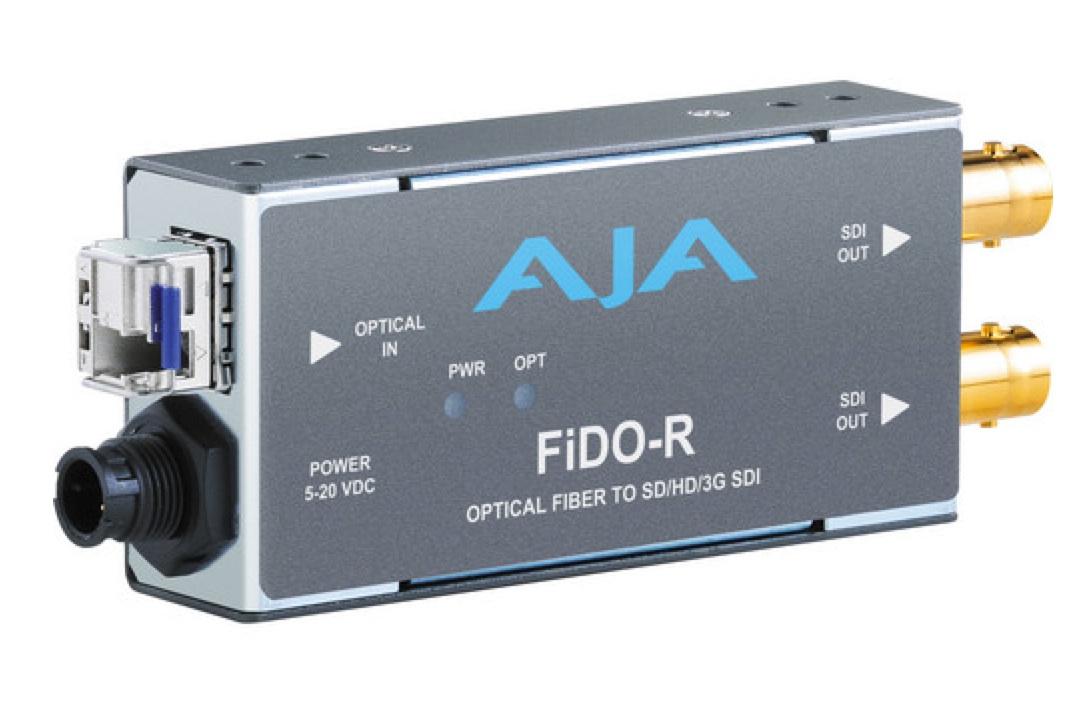 AJA
SDI
OUT
OPTICAL
IN
PWR
OPT
SDI
OUT
FiDO-R
POWER
5-20 VDC
OPTICAL FIBER TO SD/HD/3G SDI